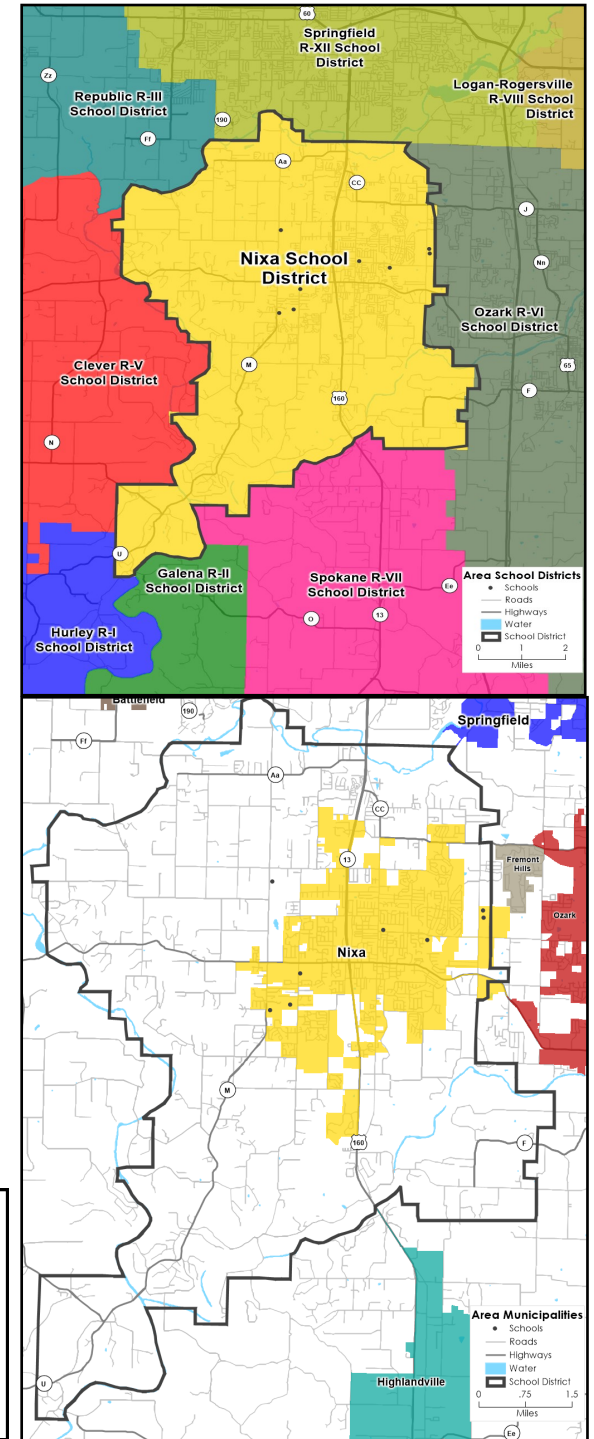 60
Springfield
R-XII School
District
Zz
Logan-Rogersville
R-VIII School
District
Republic R-III
School District
190
Ff
Aa
CC
J
Nixa School
District
Nn
Ozark R-VI
School District
Clever R-V
School District
M
65
F
160
N
U
Galena R-II
School District
Spokane R-VII
School District
Ee
O
13
Hurley R-I
School District
Area School Districts
Schools
Roads
Highways
Water
School District
0 1 2
Miles
Battlefield
190
Springfield
Ff
Aa
CC
13
Fremont
Hills
Ozark
Nixa
M
160
F
U
Highlandville
Area Municipalities
Schools
Roads
Highways
Water
School District
0 .75 1.5
Miles
Ee